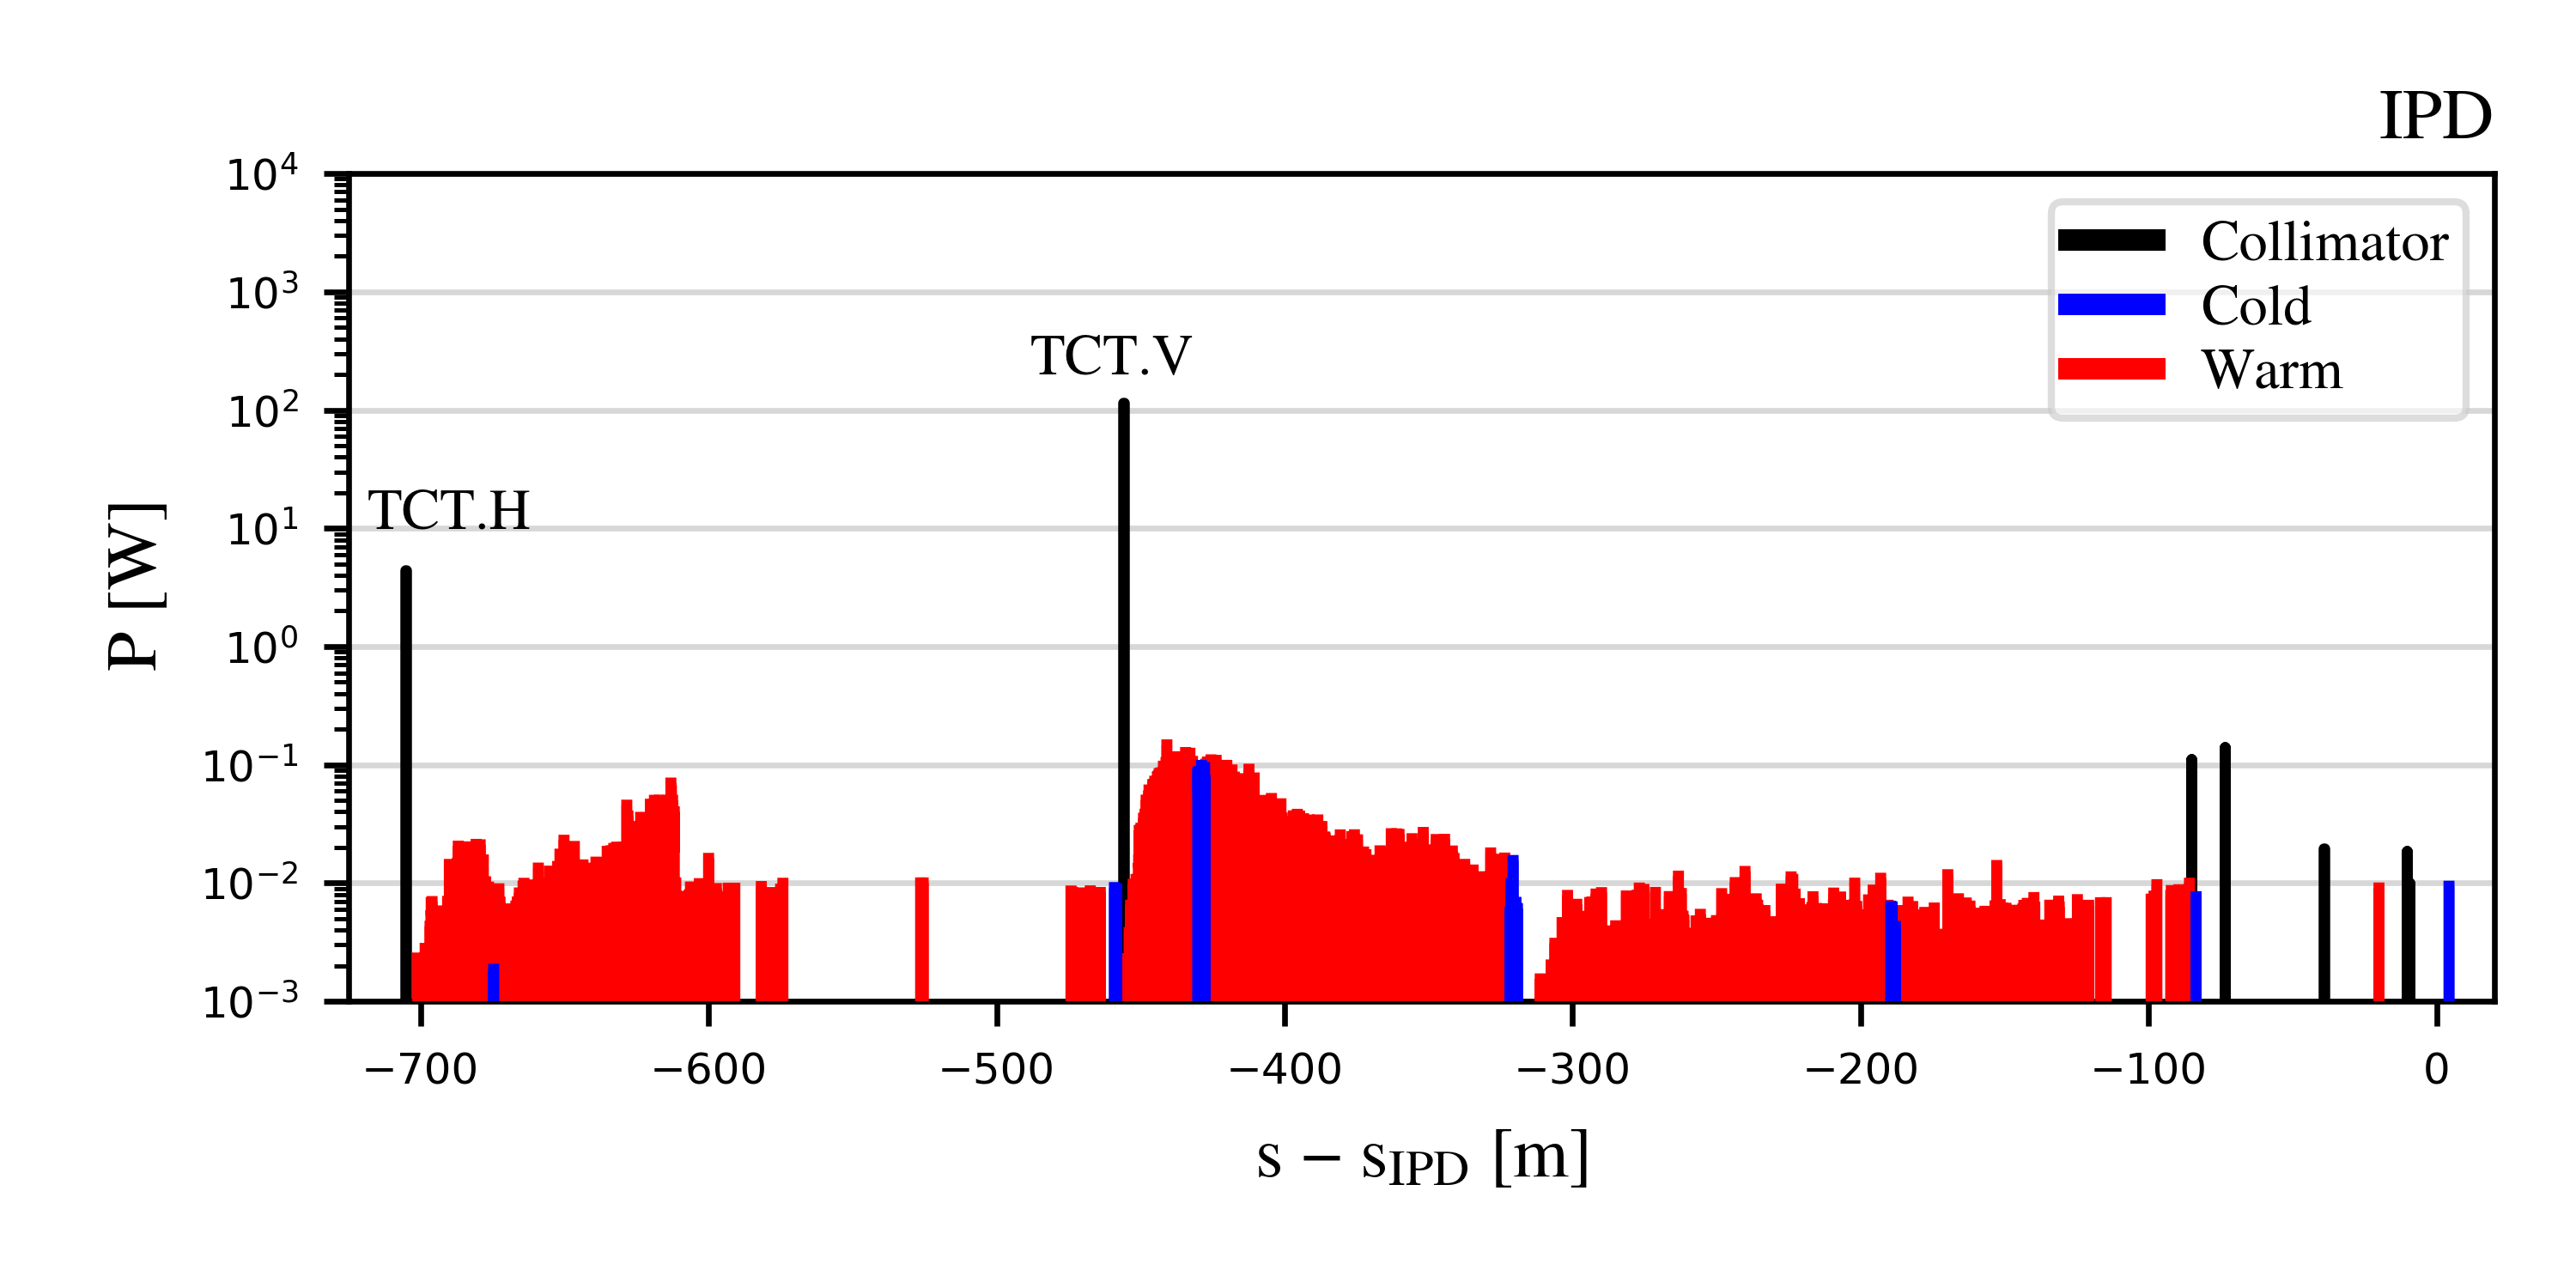 IPD
10⁴
10³
10²
10¹
10⁰
10⁻¹
10⁻²
10⁻³
P [W]
TCT.H
TCT.V
Collimator
Cold
Warm
−700 −600 −500 −400 −300 −200 −100 0
s − s_IPD [m]